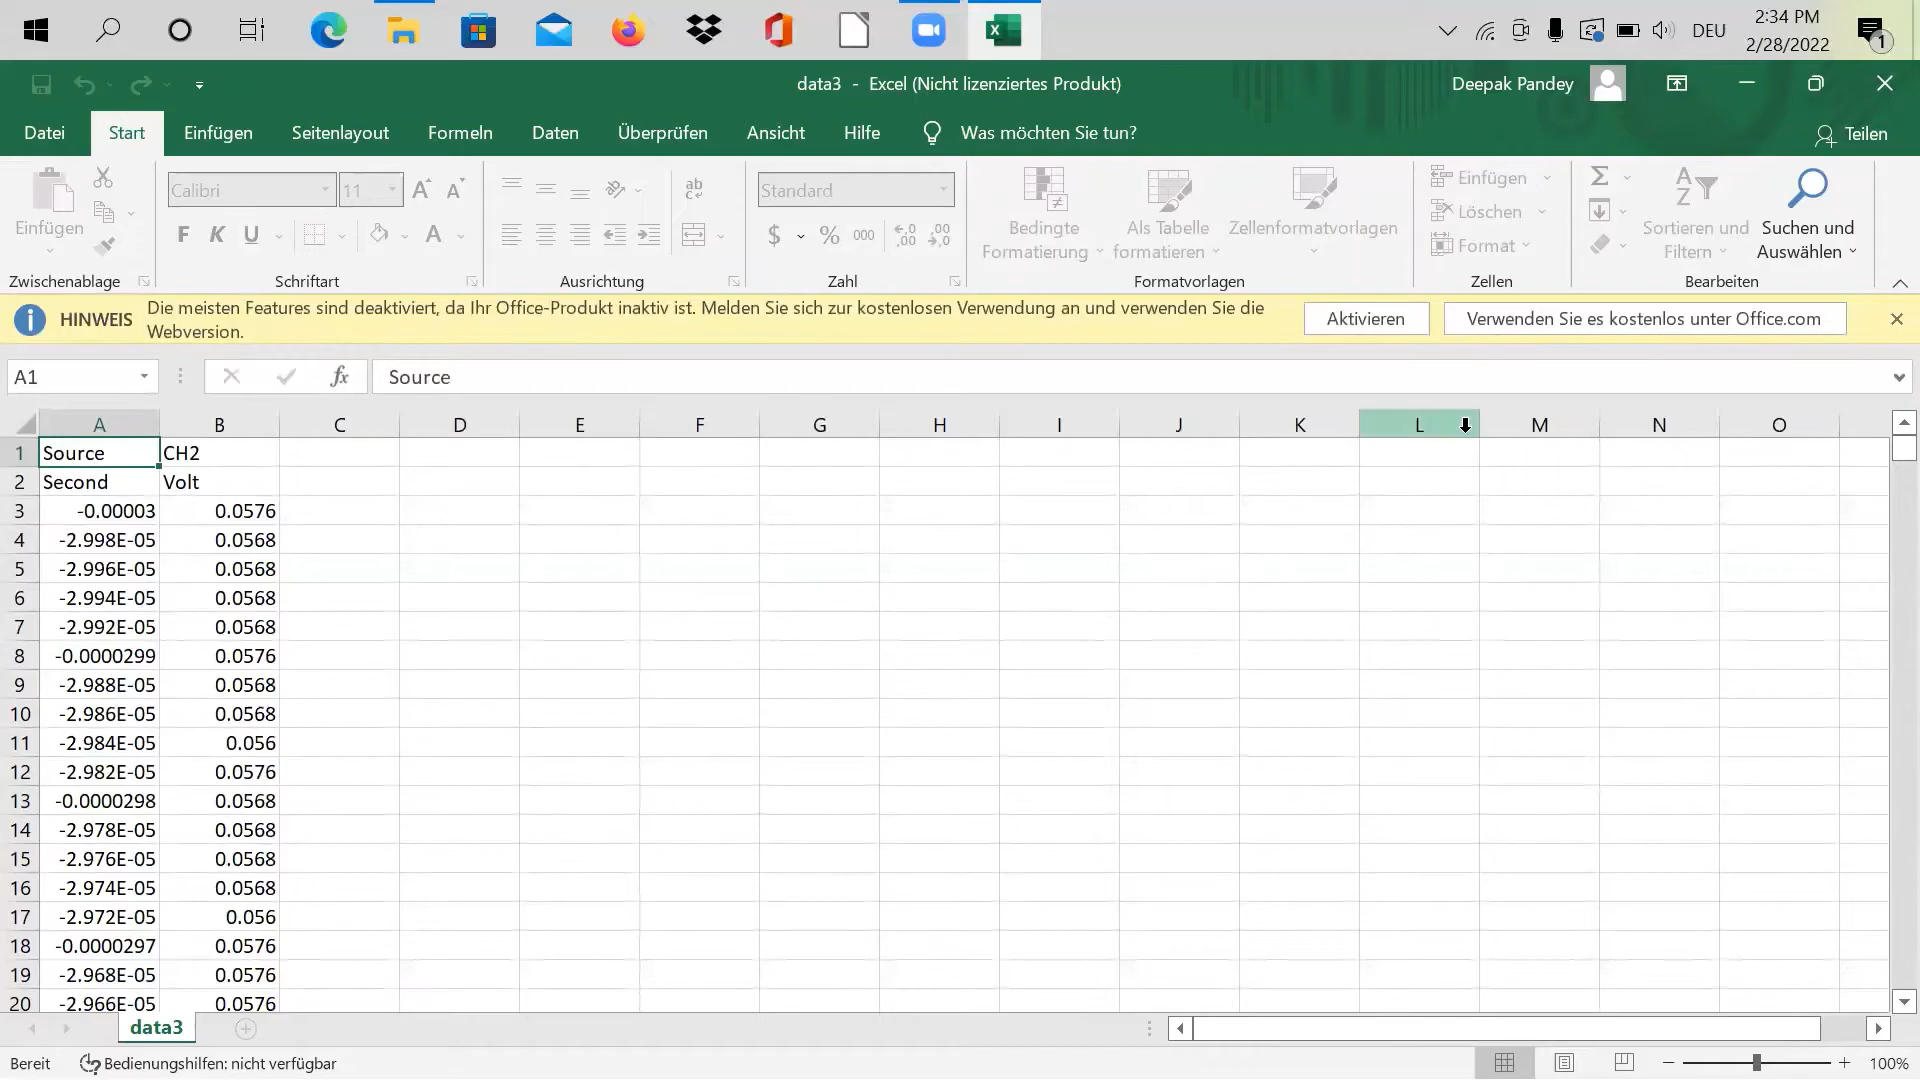 DEU
2:34 PM
2/28/2022
1
data3 - Excel (Nicht lizenziertes Produkt)
Deepak Pandey
Datei Start Einfügen Seitenlayout Formeln Daten Überprüfen Ansicht Hilfe Was möchten Sie tun? Teilen
Einfügen
Zwischenablage
Calibri 11
F K U A
Schriftart
ab
Ausrichtung
Standard
$ % 000
Zahl
Bedingte
Formatierung
Als Tabelle
formatieren
Zellenformatvorlagen
Formatvorlagen
Einfügen
Löschen
Format
Zellen
Sortieren und
Filtern
Suchen und
Auswählen
Bearbeiten
HINWEIS
Die meisten Features sind deaktiviert, da Ihr Office-Produkt inaktiv ist. Melden Sie sich zur kostenlosen Verwendung an und verwenden Sie die
Webversion.
Aktivieren
Verwenden Sie es kostenlos unter Office.com
A1 fx Source
A B C D E F G H I J K L M N O
1 Source CH2
2 Second Volt
3 -0.00003 0.0576
4 -2.998E-05 0.0568
5 -2.996E-05 0.0568
6 -2.994E-05 0.0568
7 -2.992E-05 0.0568
8 -0.0000299 0.0576
9 -2.988E-05 0.0568
10 -2.986E-05 0.0568
11 -2.984E-05 0.056
12 -2.982E-05 0.0576
13 -0.0000298 0.0568
14 -2.978E-05 0.0568
15 -2.976E-05 0.0568
16 -2.974E-05 0.0568
17 -2.972E-05 0.056
18 -0.0000297 0.0576
19 -2.968E-05 0.0576
20 -2.966E-05 0.0576
data3
Bereit Bedienungshilfen: nicht verfügbar 100%